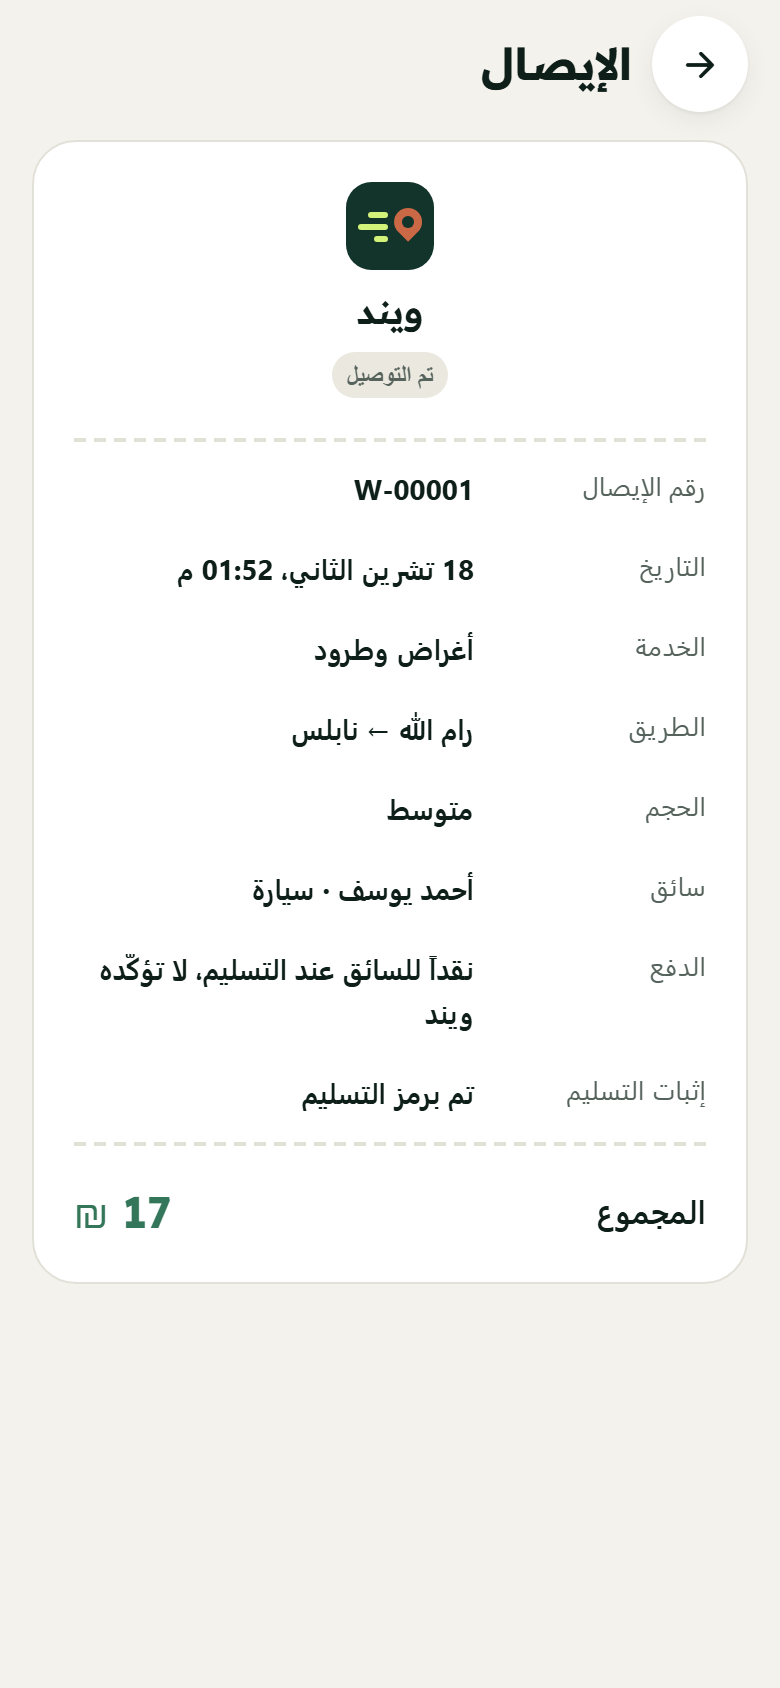 الإيصال
ويند
تم التوصيل
رقم الإيصال W-00001
التاريخ 18 تشرين الثاني، 01:52 م
الخدمة أغراض وطرود
الطريق رام الله ← نابلس
الحجم متوسط
سائق أحمد يوسف · سيارة
الدفع نقداً للسائق عند التسليم، لا تؤكّده
ويند
إثبات التسليم تم برمز التسليم
المجموع 17 ₪